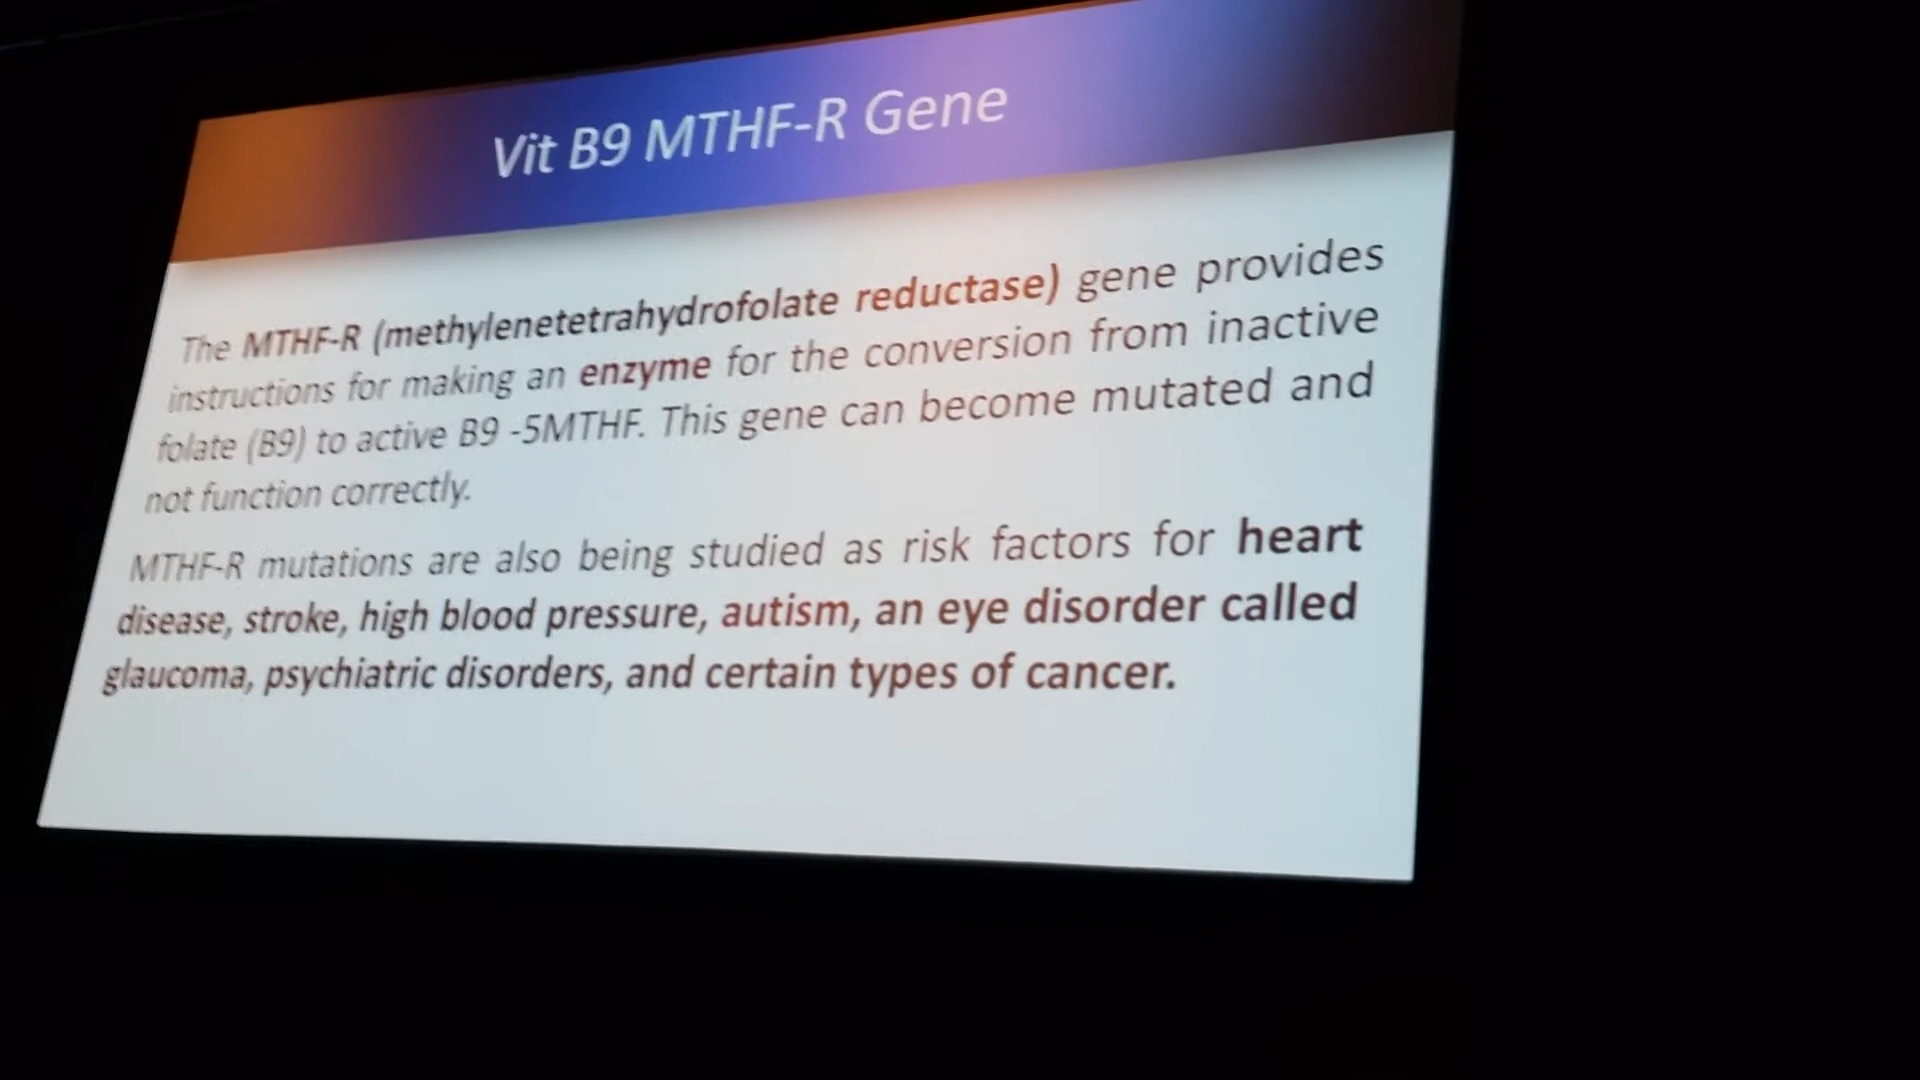 Vit B9 MTHF-R Gene
The MTHF-R (methylenetetrahydrofolate reductase) gene provides
instructions for making an enzyme for the conversion from inactive
folate (B9) to active B9 -5MTHF. This gene can become mutated and
not function correctly.
MTHF-R mutations are also being studied as risk factors for heart
disease, stroke, high blood pressure, autism, an eye disorder called
glaucoma, psychiatric disorders, and certain types of cancer.